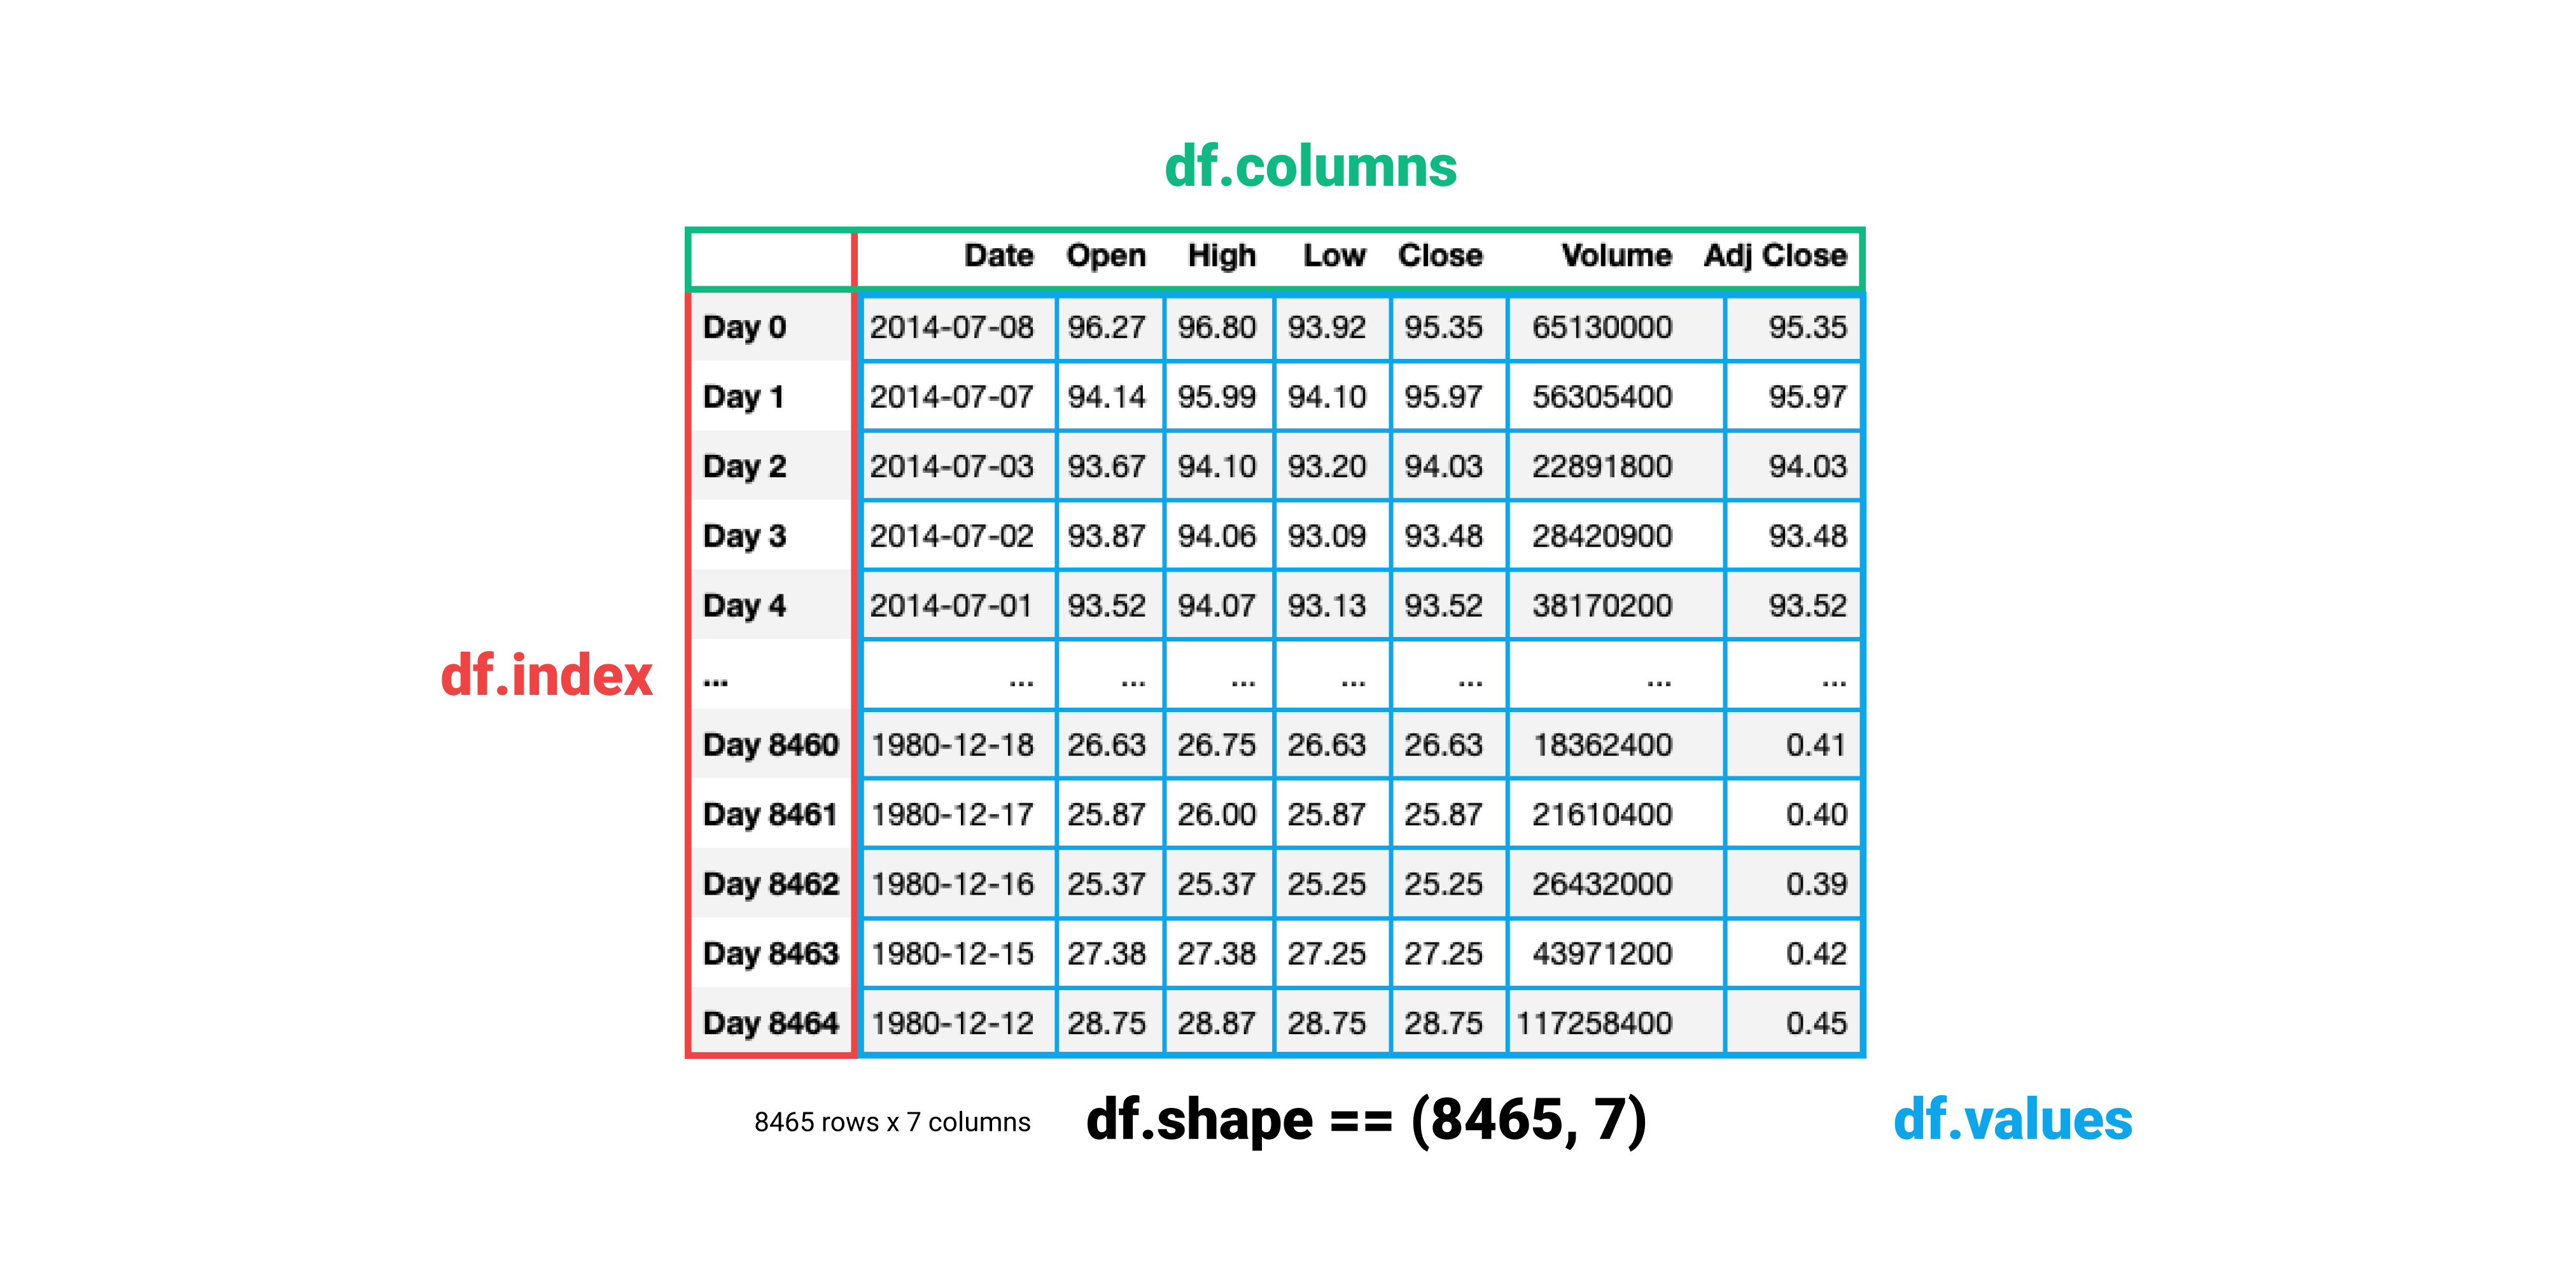 df.columns
Date Open High Low Close Volume Adj Close
Day 0 2014-07-08 96.27 96.80 93.92 95.35 65130000 95.35
Day 1 2014-07-07 94.14 95.99 94.10 95.97 56305400 95.97
Day 2 2014-07-03 93.67 94.10 93.20 94.03 22891800 94.03
Day 3 2014-07-02 93.87 94.06 93.09 93.48 28420900 93.48
Day 4 2014-07-01 93.52 94.07 93.13 93.52 38170200 93.52
df.index
... ... ... ... ... ... ... ...
Day 8460 1980-12-18 26.63 26.75 26.63 26.63 18362400 0.41
Day 8461 1980-12-17 25.87 26.00 25.87 25.87 21610400 0.40
Day 8462 1980-12-16 25.37 25.37 25.25 25.25 26432000 0.39
Day 8463 1980-12-15 27.38 27.38 27.25 27.25 43971200 0.42
Day 8464 1980-12-12 28.75 28.87 28.75 28.75 117258400 0.45
8465 rows x 7 columns
df.shape == (8465, 7)
df.values